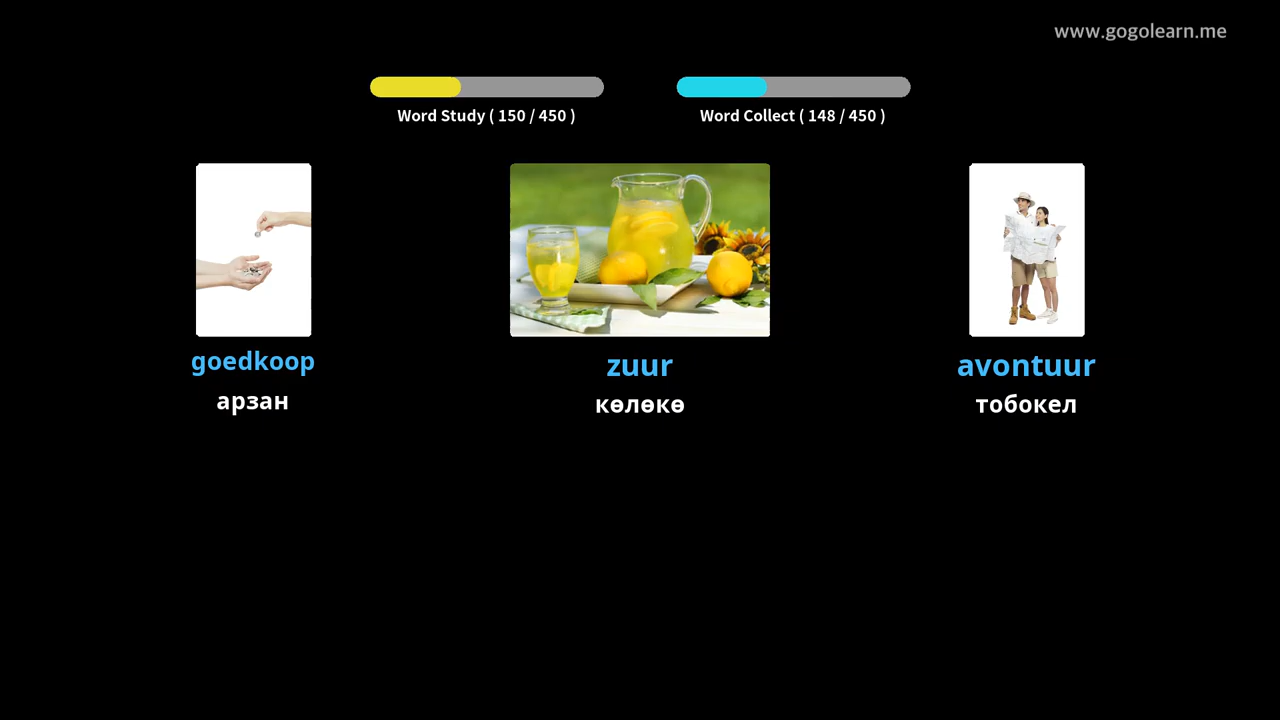 www.gogolearn.me
Word Study ( 150 / 450 )
Word Collect ( 148 / 450 )
goedkoop
арзан
zuur
көлөкө
avontuur
тобокел